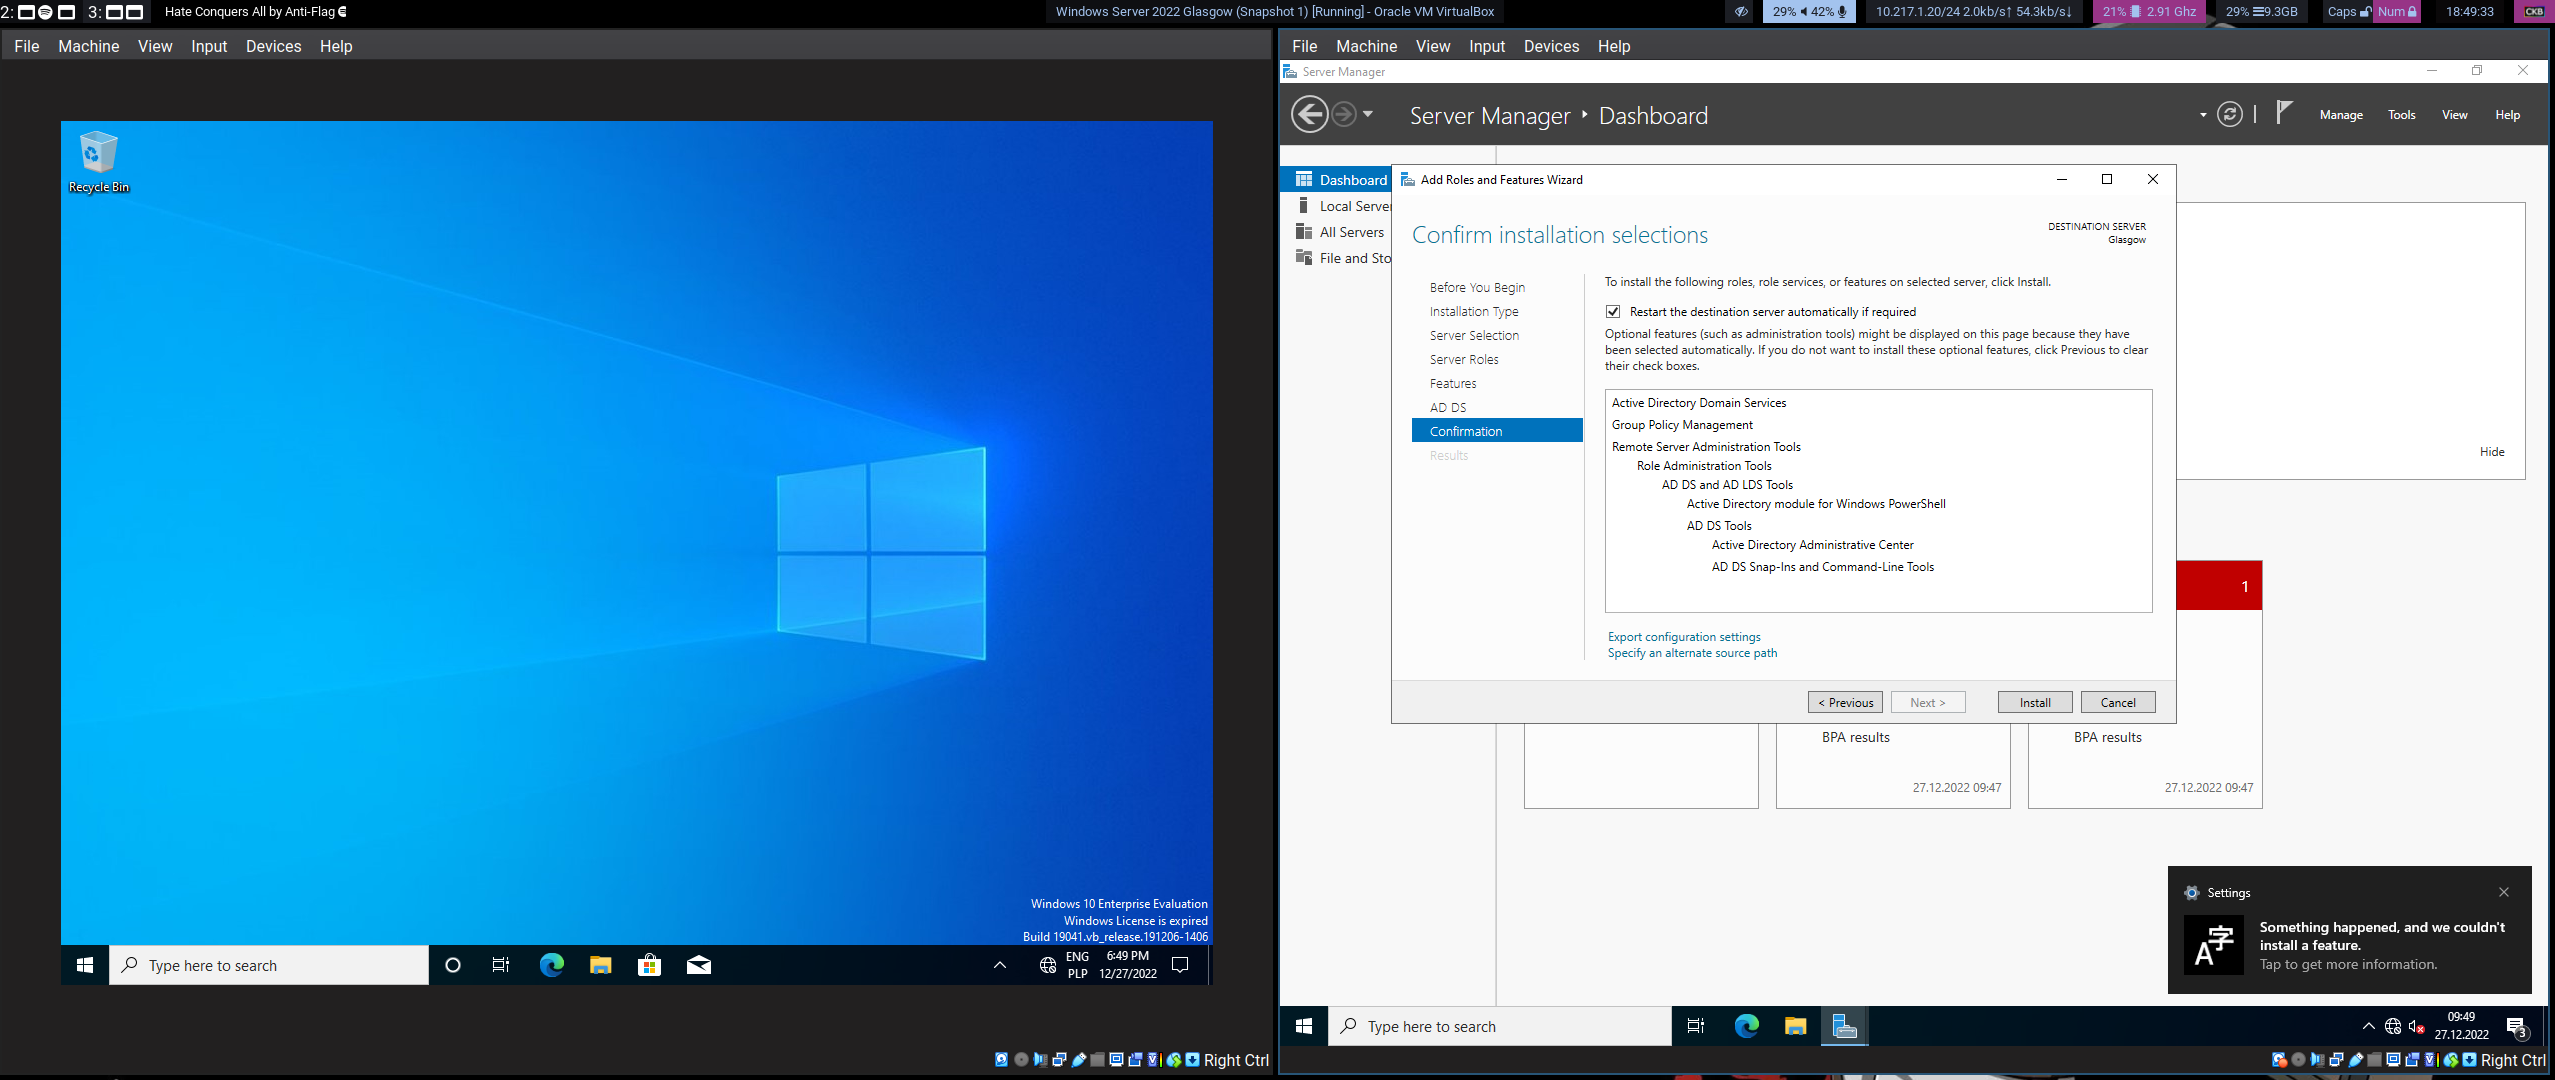 2:
3:
Hate Conquers All by Anti-Flag
Windows Server 2022 Glasgow (Snapshot 1) [Running] - Oracle VM VirtualBox
29% 42%
10.217.1.20/24 2.0kb/s↑ 54.3kb/s↓
21% 2.91 Ghz
29% 9.3GB
Caps Num
18:49:33
CKB
File Machine View Input Devices Help
Recycle Bin
Windows 10 Enterprise Evaluation
Windows License is expired
Build 19041.vb_release.191206-1406
Type here to search
ENG
PLP
6:49 PM
12/27/2022
Right Ctrl
File Machine View Input Devices Help
Server Manager
Server Manager Dashboard
Manage Tools View Help
Dashboard
Local Server
All Servers
File and Sto
Add Roles and Features Wizard
Confirm installation selections
DESTINATION SERVER
Glasgow
Before You Begin
Installation Type
Server Selection
Server Roles
Features
AD DS
Confirmation
Results
To install the following roles, role services, or features on selected server, click Install.
Restart the destination server automatically if required
Optional features (such as administration tools) might be displayed on this page because they have
been selected automatically. If you do not want to install these optional features, click Previous to clear
their check boxes.
Active Directory Domain Services
Group Policy Management
Remote Server Administration Tools
Role Administration Tools
AD DS and AD LDS Tools
Active Directory module for Windows PowerShell
AD DS Tools
Active Directory Administrative Center
AD DS Snap-Ins and Command-Line Tools
Export configuration settings
Specify an alternate source path
< Previous
Next >
Install
Cancel
Hide
1
BPA results
27.12.2022 09:47
BPA results
27.12.2022 09:47
Settings
A字
Something happened, and we couldn't
install a feature.
Tap to get more information.
Type here to search
09:49
27.12.2022
3
Right Ctrl